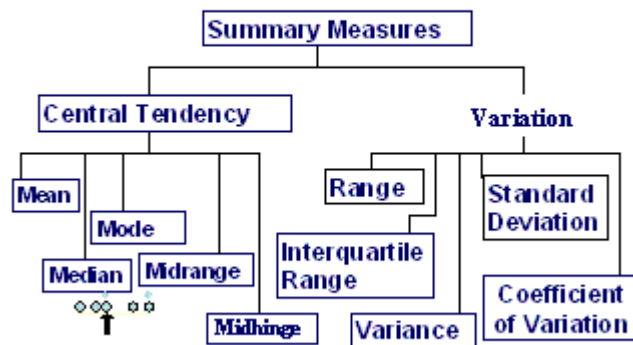 Summary Measures
Central Tendency
Variation
Mean
Mode
Median
Midrange
Midhinge
Range
Interquartile
Range
Variance
Standard
Deviation
Coefficient
of Variation